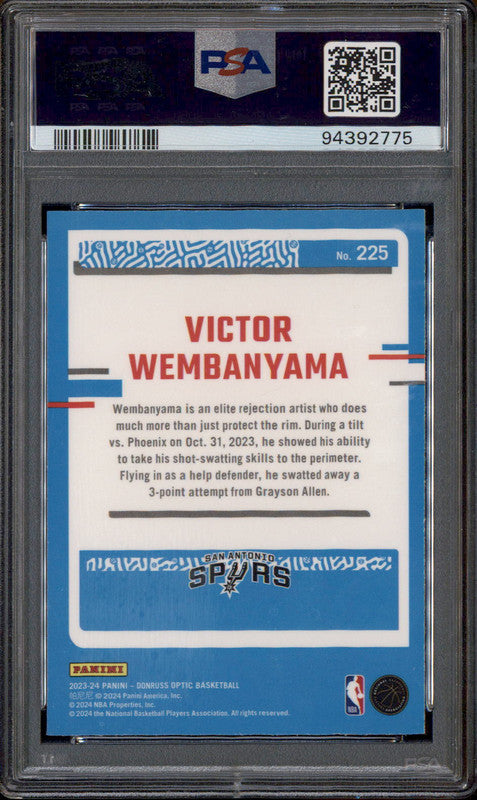 PSA
94392775
No. 225
VICTOR
WEMBANYAMA
Wembanyama is an elite rejection artist who does
much more than just protect the rim. During a tilt
vs. Phoenix on Oct. 31, 2023, he showed his ability
to take his shot-swatting skills to the perimeter.
Flying in as a help defender, he swatted away a
3-point attempt from Grayson Allen.
SAN ANTONIO
SPURS
PANINI
2023-24 PANINI – DONRUSS OPTIC BASKETBALL
帕尼尼 © 2024 Panini America, Inc.
© 2024 NBA Properties, Inc.
© 2024 the National Basketball Players Association. All rights reserved.
NBA